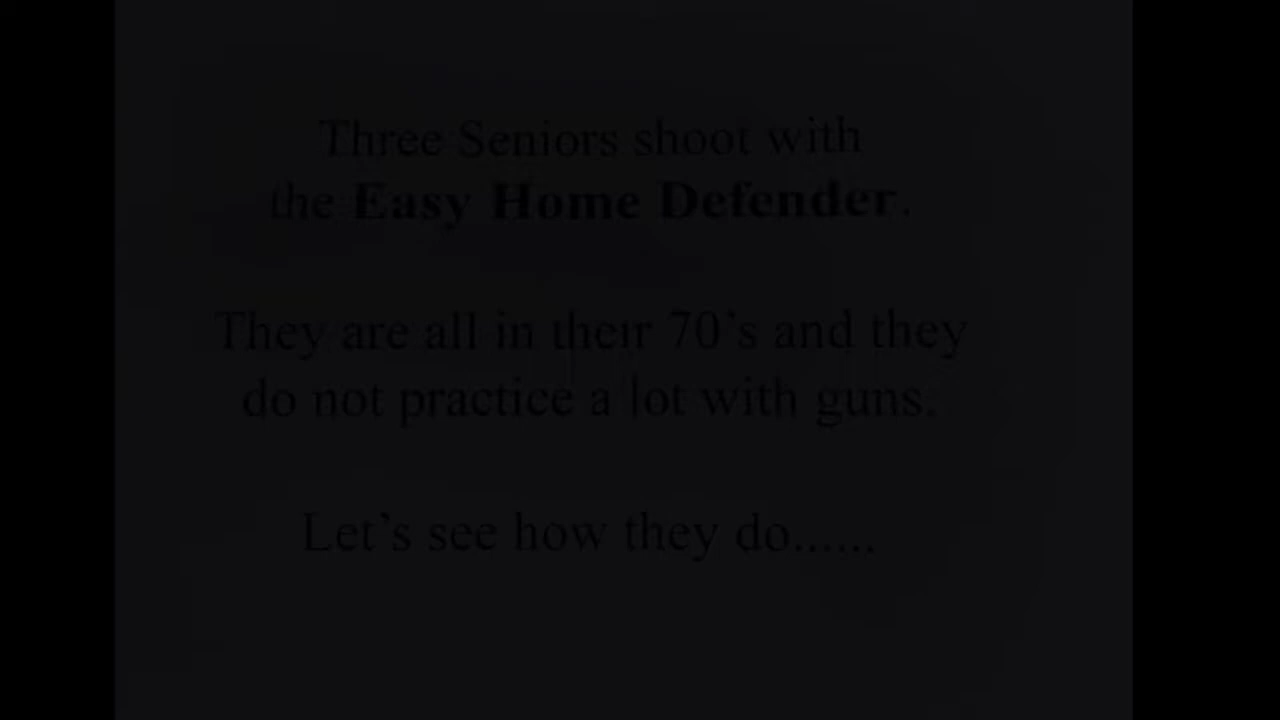 Three Seniors shoot with
the Easy Home Defender.
They are all in their 70's and they
do not practice a lot with guns.
Let's see how they do......